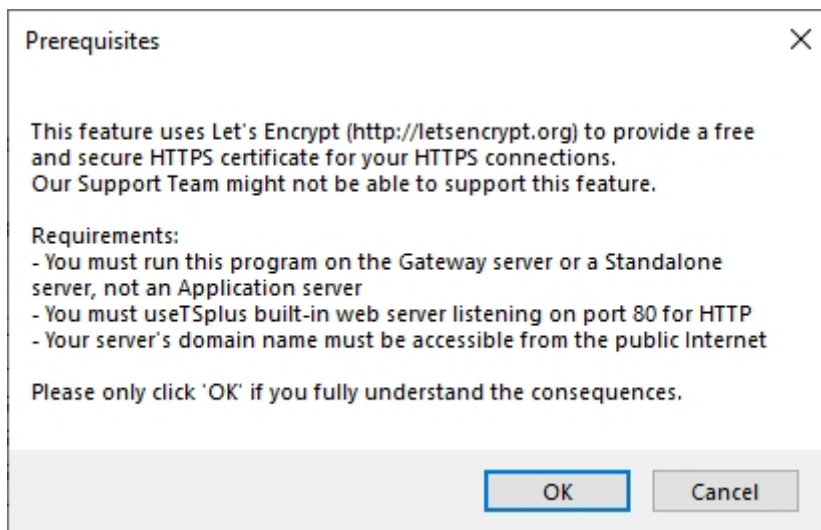 Prerequisites
This feature uses Let's Encrypt (http://letsencrypt.org) to provide a free
and secure HTTPS certificate for your HTTPS connections.
Our Support Team might not be able to support this feature.
Requirements:
- You must run this program on the Gateway server or a Standalone
server, not an Application server
- You must useTSplus built-in web server listening on port 80 for HTTP
- Your server's domain name must be accessible from the public Internet
Please only click 'OK' if you fully understand the consequences.
OK
Cancel